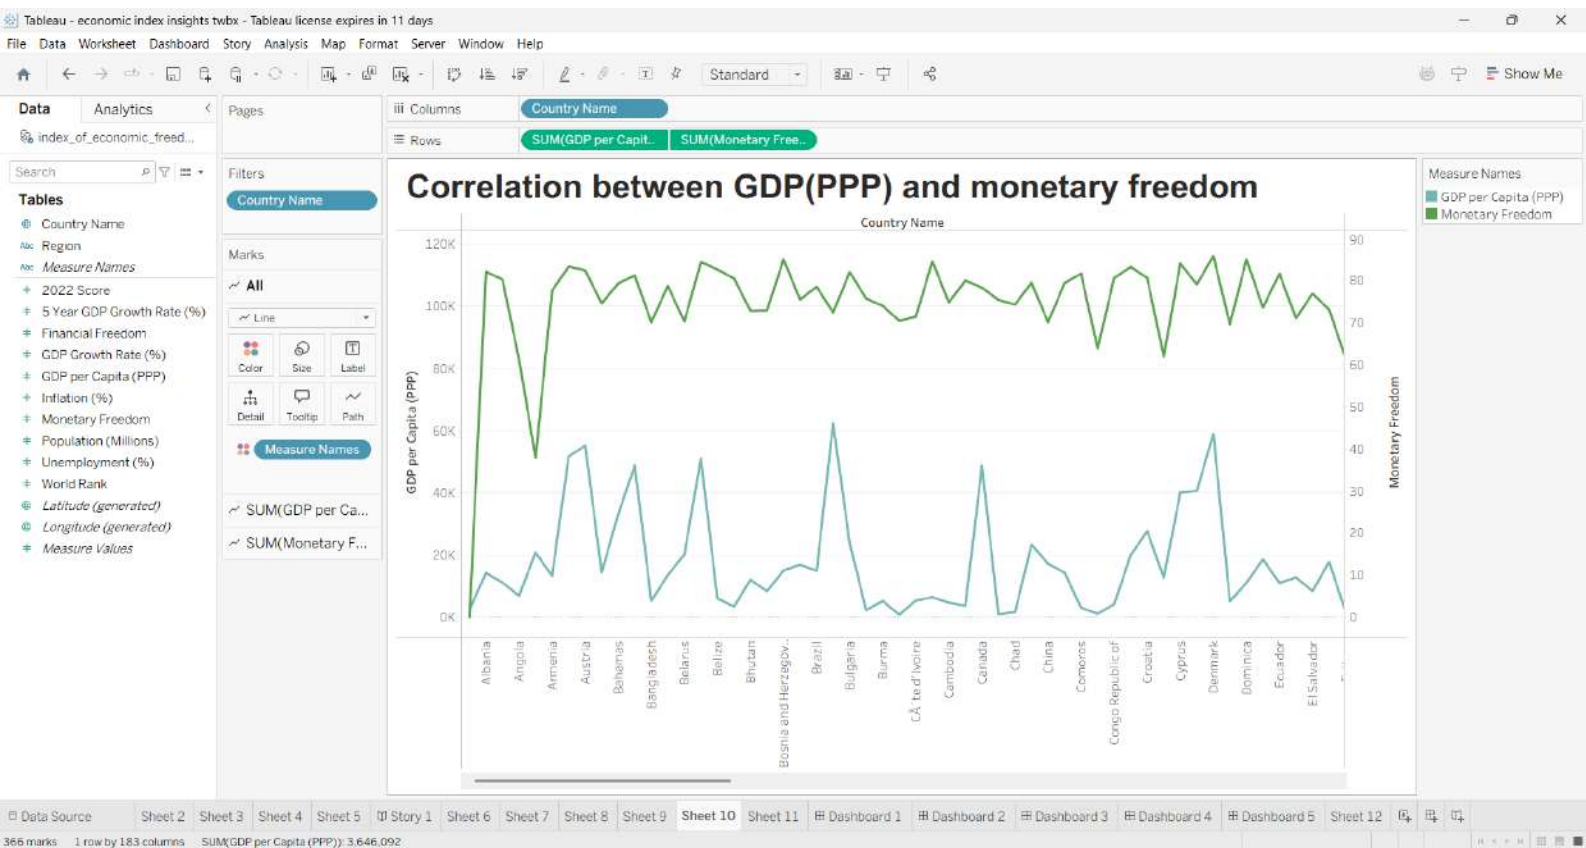 Tableau - economic index insights twbx - Tableau license expires in 11 days
File Data Worksheet Dashboard Story Analysis Map Format Server Window Help
Standard
Show Me
Data
Analytics
index_of_economic_freed...
Search
Tables
Country Name
Abc Region
Abc Measure Names
2022 Score
5 Year GDP Growth Rate (%)
Financial Freedom
GDP Growth Rate (%)
GDP per Capita (PPP)
Inflation (%)
Monetary Freedom
Population (Millions)
Unemployment (%)
World Rank
Latitude (generated)
Longitude (generated)
Measure Values
Pages
Filters
Country Name
Marks
All
Line
Color Size Label
Detail Tooltip Path
Measure Names
SUM(GDP per Ca...
SUM(Monetary F...
Columns
Country Name
Rows
SUM(GDP per Capit..
SUM(Monetary Free..
Correlation between GDP(PPP) and monetary freedom
Country Name
GDP per Capita (PPP)
120K
100K
80K
60K
40K
20K
0K
90
80
70
60
50
40
30
20
10
0
Monetary Freedom
Albania
Angola
Armenia
Austria
Bahamas
Bangladesh
Belarus
Belize
Bhutan
Bosnia and Herzegov..
Brazil
Bulgaria
Burma
CÃ´te d'Ivoire
Cambodia
Canada
Chad
China
Comoros
Congo Republic of
Croatia
Cyprus
Denmark
Dominica
Ecuador
El Salvador
Measure Names
GDP per Capita (PPP)
Monetary Freedom
Data Source Sheet 2 Sheet 3 Sheet 4 Sheet 5 Story 1 Sheet 6 Sheet 7 Sheet 8 Sheet 9 Sheet 10 Sheet 11 Dashboard 1 Dashboard 2 Dashboard 3 Dashboard 4 Dashboard 5 Sheet 12
366 marks 1 row by 183 columns SUM(GDP per Capita (PPP)): 3,646,092